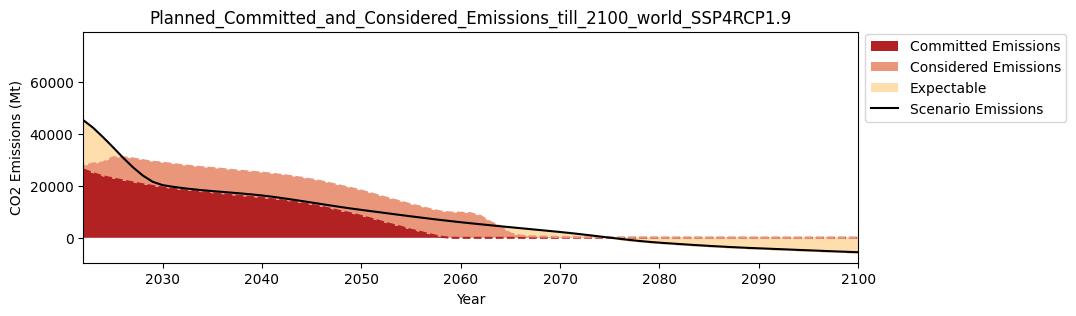 Planned_Committed_and_Considered_Emissions_till_2100_world_SSP4RCP1.9
CO2 Emissions (Mt)
60000
40000
20000
0
2030 2040 2050 2060 2070 2080 2090 2100
Year
Committed Emissions
Considered Emissions
Expectable
Scenario Emissions